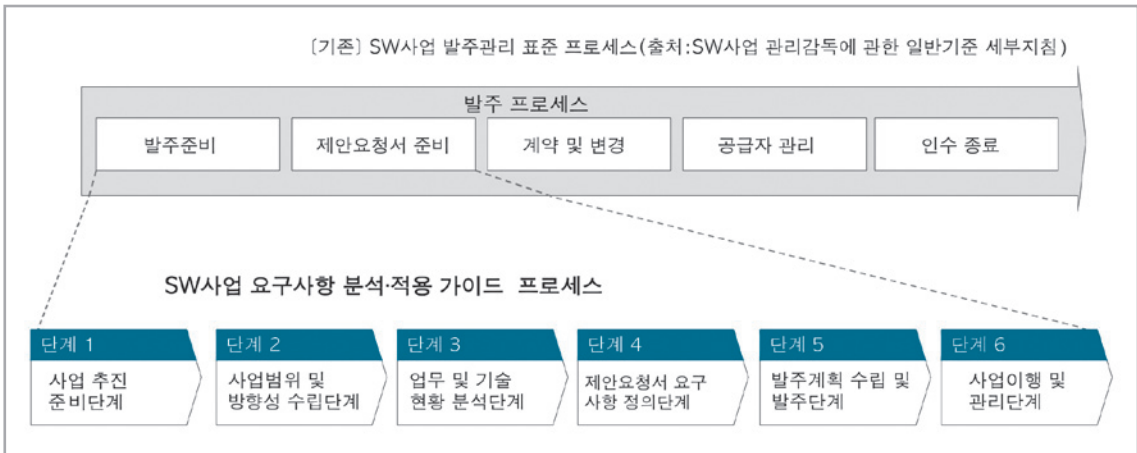 [기존] SW사업 발주관리 표준 프로세스(출처:SW사업 관리감독에 관한 일반기준 세부지침)
발주 프로세스
발주준비
제안요청서 준비
계약 및 변경
공급자 관리
인수 종료
SW사업 요구사항 분석·적용 가이드 프로세스
단계 1
사업 추진
준비단계
단계 2
사업범위 및
방향성 수립단계
단계 3
업무 및 기술
현황 분석단계
단계 4
제안요청서 요구
사항 정의단계
단계 5
발주계획 수립 및
발주단계
단계 6
사업이행 및
관리단계